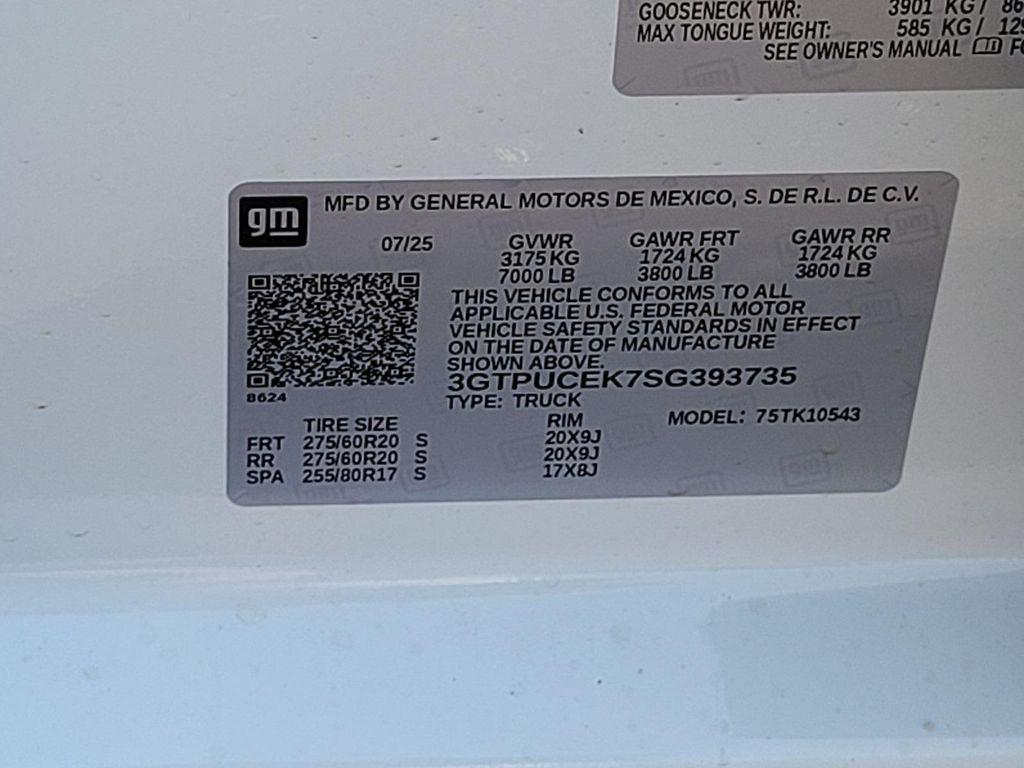 GOOSENECK TWR: 3901 KG /
MAX TONGUE WEIGHT: 585 KG /
SEE OWNER'S MANUAL
gm
MFD BY GENERAL MOTORS DE MEXICO, S. DE R.L. DE C.V.
07/25 GVWR GAWR FRT GAWR RR
3175 KG 1724 KG 1724 KG
7000 LB 3800 LB 3800 LB
THIS VEHICLE CONFORMS TO ALL
APPLICABLE U.S. FEDERAL MOTOR
VEHICLE SAFETY STANDARDS IN EFFECT
ON THE DATE OF MANUFACTURE
SHOWN ABOVE.
3GTPUCEK7SG393735
8624
TYPE: TRUCK
TIRE SIZE RIM MODEL: 75TK10543
FRT 275/60R20 S 20X9J
RR 275/60R20 S 20X9J
SPA 255/80R17 S 17X8J